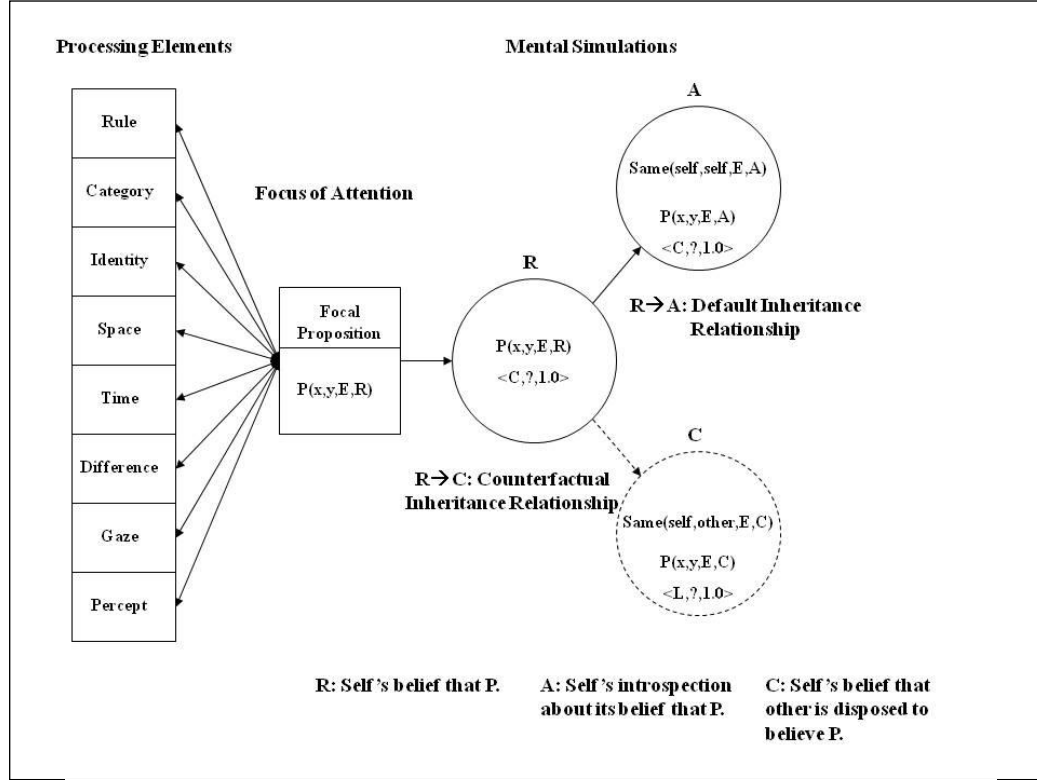 Processing Elements
Mental Simulations
Rule
Category
Identity
Space
Time
Difference
Gaze
Percept
Focus of Attention
Focal
Proposition
P(x,y,E,R)
R
P(x,y,E,R)
<C,?,1.0>
A
Same(self,self,E,A)
P(x,y,E,A)
<C,?,1.0>
R→A: Default Inheritance
Relationship
R→C: Counterfactual
Inheritance Relationship
C
Same(self,other,E,C)
P(x,y,E,C)
<L,?,1.0>
R: Self's belief that P.
A: Self's introspection
about its belief that P.
C: Self's belief that
other is disposed to
believe P.